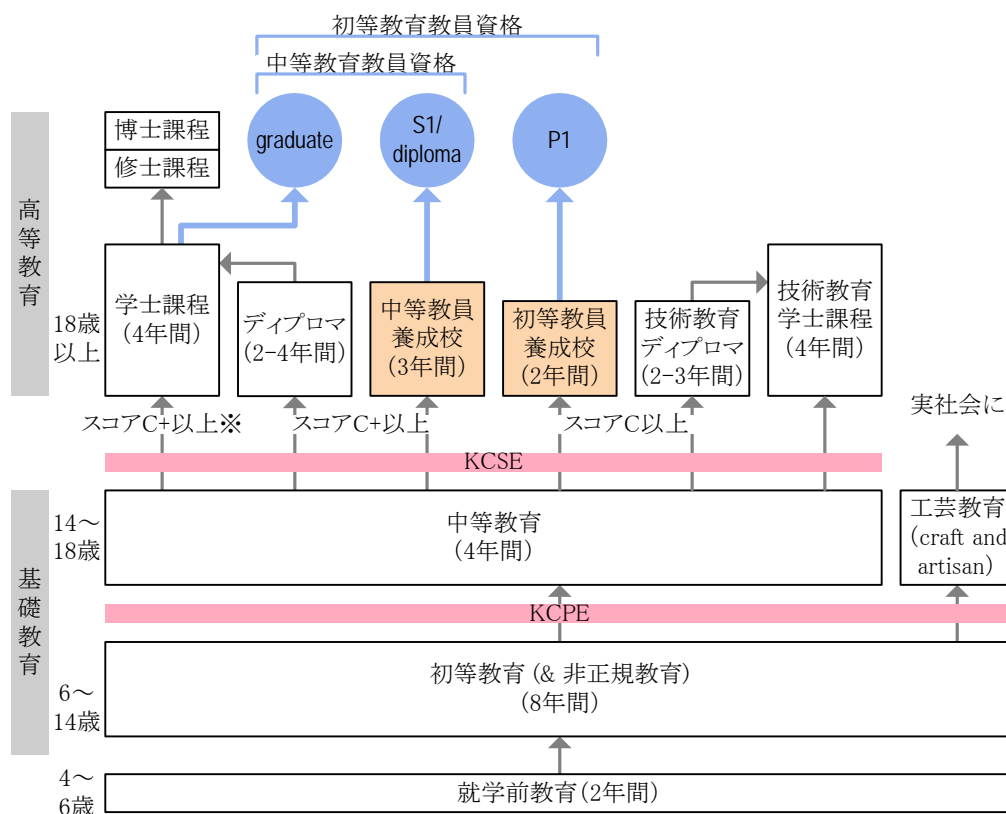 初等教育教員資格
中等教育教員資格
graduate
S1/
diploma
P1
博士課程
修士課程
高等教育
18歳
以上
学士課程
(4年間)
ディプロマ
(2-4年間)
中等教員
養成校
(3年間)
初等教員
養成校
(2年間)
技術教育
ディプロマ
(2-3年間)
技術教育
学士課程
(4年間)
スコアC+以上※
スコアC+以上
スコアC以上
実社会に
KCSE
基礎教育
14～
18歳
中等教育
(4年間)
工芸教育
(craft and
artisan)
KCPE
6～
14歳
初等教育 (& 非正規教育)
(8年間)
4～
6歳
就学前教育(2年間)